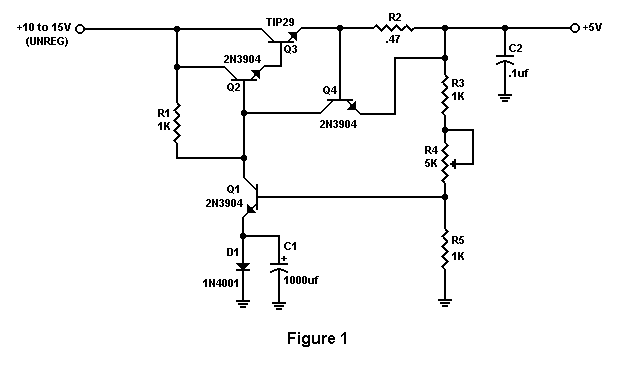 TIP29
R2
+10 to 15V
(UNREG)
+5V
.47
Q3
2N3904
C2
Q2
Q4
.1uf
R3
1K
R1
1K
2N3904
R4
5K
Q1
2N3904
R5
1K
D1
C1
+
1N4001
1000uf
Figure 1